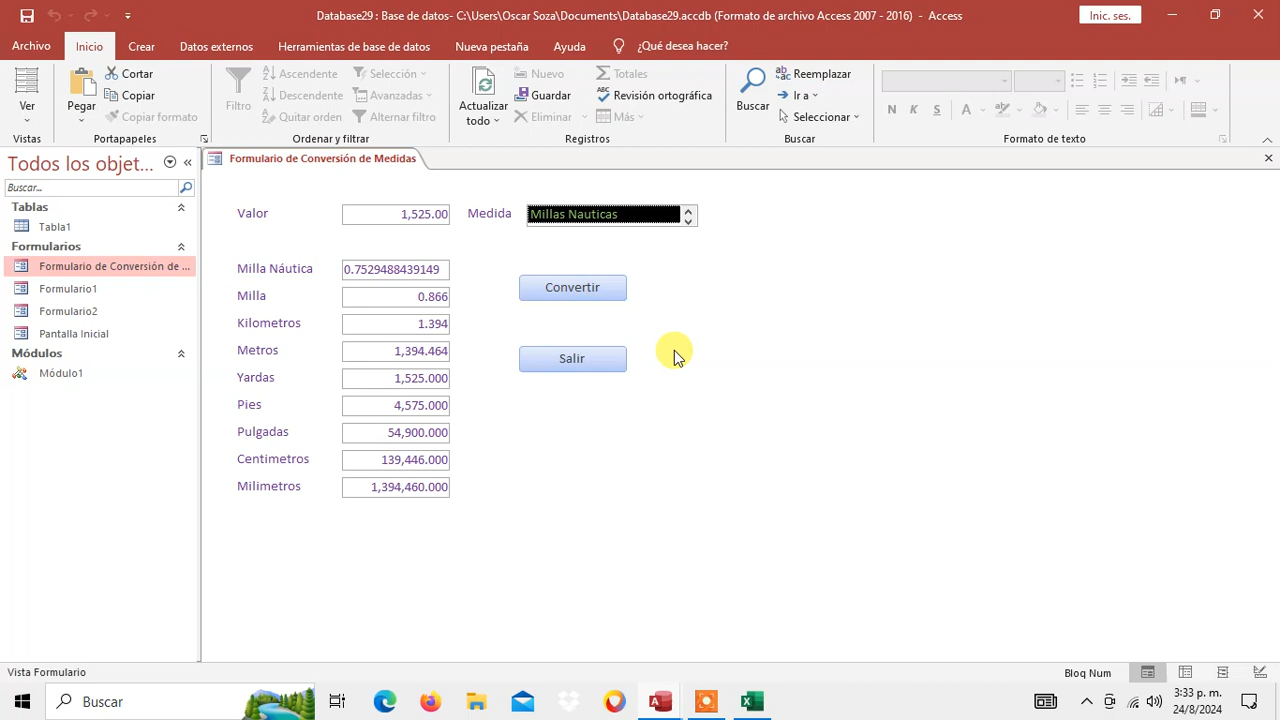 Database29 : Base de datos- C:\Users\Oscar Soza\Documents\Database29.accdb (Formato de archivo Access 2007 - 2016) - Access
Inic. ses.
Archivo Inicio Crear Datos externos Herramientas de base de datos Nueva pestaña Ayuda ¿Qué desea hacer?
Ver
Vistas
Pegar
Cortar
Copiar
Copiar formato
Portapapeles
Filtro
Ascendente
Descendente
Quitar orden
Selección
Avanzadas
Alternar filtro
Ordenar y filtrar
Actualizar
todo
Nuevo
Guardar
Eliminar
Totales
Revisión ortográfica
Más
Registros
Buscar
Reemplazar
Ir a
Seleccionar
Buscar
N K S A
Formato de texto
Todos los objet...
Buscar...
Tablas
Tabla1
Formularios
Formulario de Conversión de ...
Formulario1
Formulario2
Pantalla Inicial
Módulos
Módulo1
Formulario de Conversión de Medidas
Valor 1,525.00 Medida Millas Nauticas
Milla Náutica 0.7529488439149
Milla 0.866
Kilometros 1.394
Metros 1,394.464
Yardas 1,525.000
Pies 4,575.000
Pulgadas 54,900.000
Centimetros 139,446.000
Milimetros 1,394,460.000
Convertir
Salir
Vista Formulario
Bloq Num
Buscar
3:33 p. m.
24/8/2024